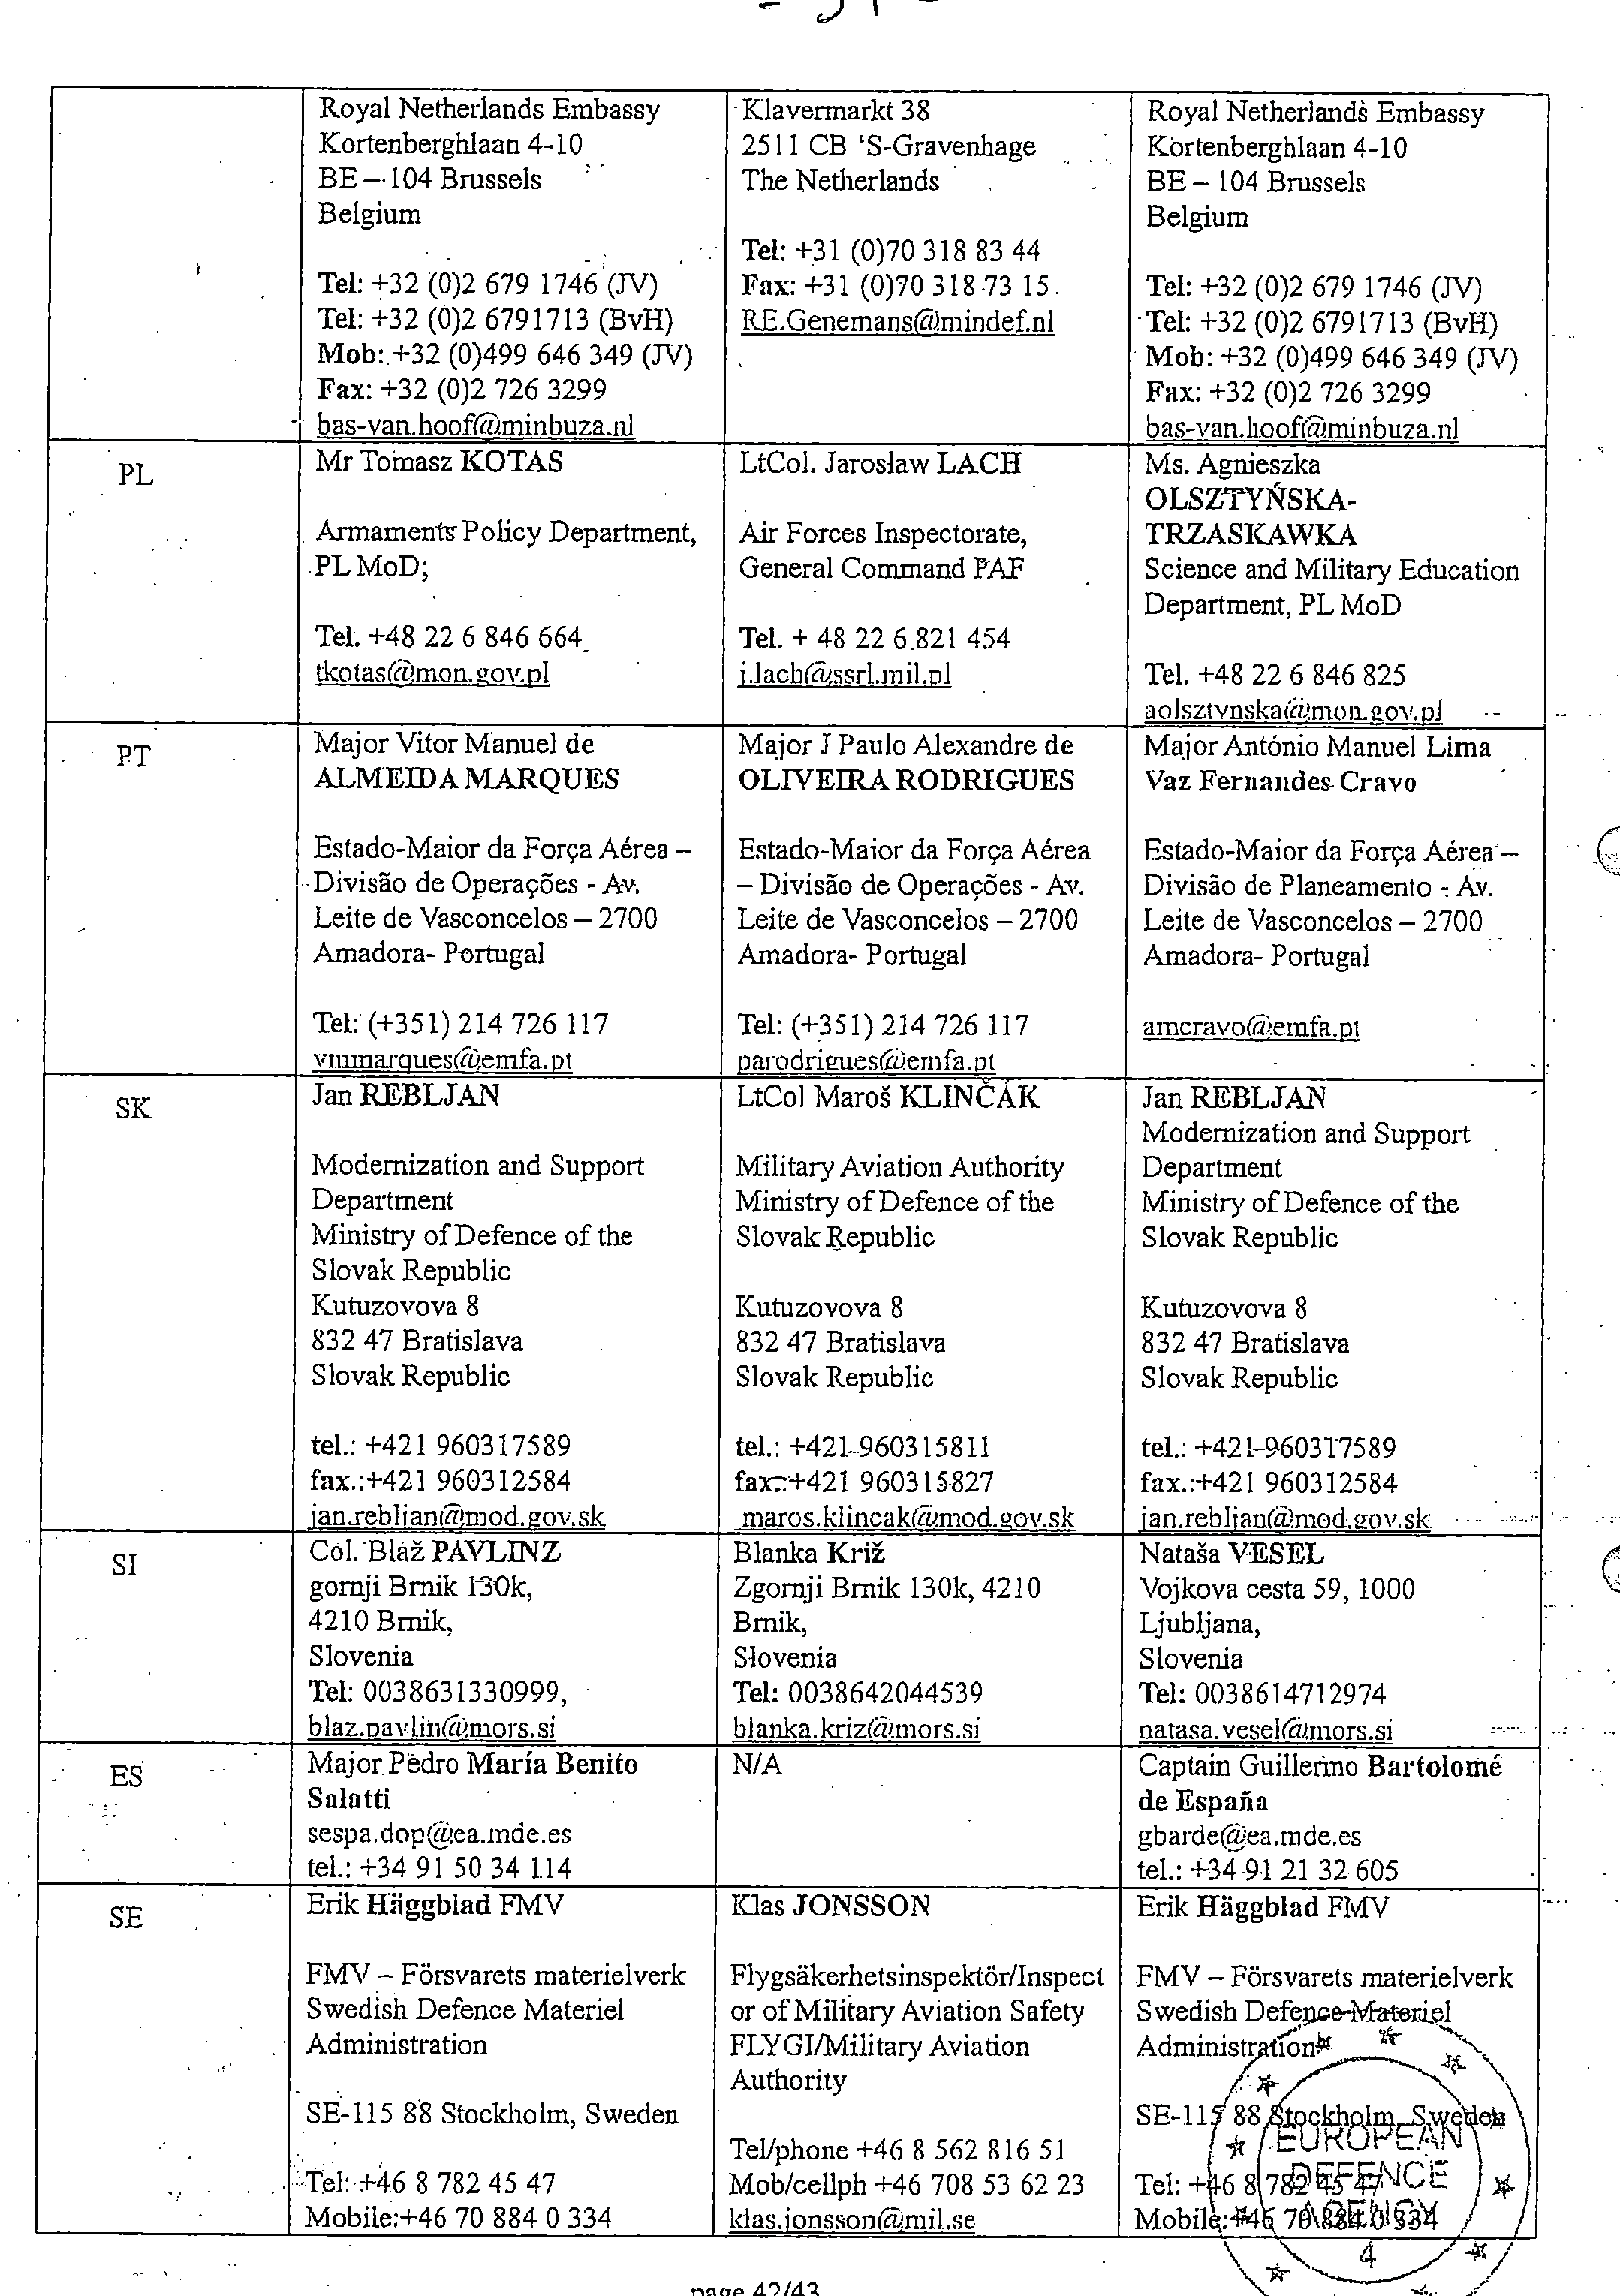 Royal Netherlands Embassy
Kortenberghlaan 4-10
BE – 104 Brussels
Belgium
Tel: +32 (0)2 679 1746 (JV)
Tel: +32 (0)2 6791713 (BvH)
Mob: +32 (0)499 646 349 (JV)
Fax: +32 (0)2 726 3299
bas-van.hoof@minbuza.nl
Klavermarkt 38
2511 CB ‘S-Gravenhage
The Netherlands
Tel: +31 (0)70 318 83 44
Fax: +31 (0)70 318 73 15
RE.Genemans@mindef.nl
Royal Netherlands Embassy
Kortenberghlaan 4-10
BE – 104 Brussels
Belgium
Tel: +32 (0)2 679 1746 (JV)
Tel: +32 (0)2 6791713 (BvH)
Mob: +32 (0)499 646 349 (JV)
Fax: +32 (0)2 726 3299
bas-van.hoof@minbuza.nl
PL
Mr Tomasz KOTAS
Armaments Policy Department,
PL MoD;
Tel. +48 22 6 846 664
tkotas@mon.gov.pl
LtCol. Jarosław LACH
Air Forces Inspectorate,
General Command PAF
Tel. + 48 22 6 821 454
j.lach@ssrl.mil.pl
Ms. Agnieszka
OLSZTYŃSKA-
TRZASKAWKA
Science and Military Education
Department, PL MoD
Tel. +48 22 6 846 825
aolsztynska@mon.gov.pl
PT
Major Vitor Manuel de
ALMEIDA MARQUES
Estado-Maior da Força Aérea –
Divisão de Operações - Av.
Leite de Vasconcelos – 2700
Amadora- Portugal
Tel: (+351) 214 726 117
vmmarques@emfa.pt
Major J Paulo Alexandre de
OLIVEIRA RODRIGUES
Estado-Maior da Força Aérea
– Divisão de Operações - Av.
Leite de Vasconcelos – 2700
Amadora- Portugal
Tel: (+351) 214 726 117
parodrigues@emfa.pt
Major António Manuel Lima
Vaz Fernandes Cravo
Estado-Maior da Força Aérea –
Divisão de Planeamento - Av.
Leite de Vasconcelos – 2700
Amadora- Portugal
amcravo@emfa.pt
SK
Jan REBLJAN
Modernization and Support
Department
Ministry of Defence of the
Slovak Republic
Kutuzovova 8
832 47 Bratislava
Slovak Republic
tel.: +421 960317589
fax.:+421 960312584
jan.rebljan@mod.gov.sk
LtCol Maroš KLINČÁK
Military Aviation Authority
Ministry of Defence of the
Slovak Republic
Kutuzovova 8
832 47 Bratislava
Slovak Republic
tel.: +421 960315811
fax.:+421 960315827
maros.klincak@mod.gov.sk
Jan REBLJAN
Modernization and Support
Department
Ministry of Defence of the
Slovak Republic
Kutuzovova 8
832 47 Bratislava
Slovak Republic
tel.: +421 960317589
fax.:+421 960312584
jan.rebljan@mod.gov.sk
SI
Col. Blaž PAVLINZ
gornji Brnik 130k,
4210 Brnik,
Slovenia
Tel: 0038631330999,
blaz.pavlin@mors.si
Blanka Križ
Zgornji Brnik 130k, 4210
Brnik,
Slovenia
Tel: 0038642044539
blanka.kriz@mors.si
Nataša VESEL
Vojkova cesta 59, 1000
Ljubljana,
Slovenia
Tel: 0038614712974
natasa.vesel@mors.si
ES
Major Pedro María Benito
Salatti
sespa.dop@ea.mde.es
tel.: +34 91 50 34 114
N/A
Captain Guillermo Bartolomé
de España
gbarde@ea.mde.es
tel.: +34 91 21 32 605
SE
Erik Häggblad FMV
FMV – Försvarets materielverk
Swedish Defence Materiel
Administration
SE-115 88 Stockholm, Sweden
Tel: +46 8 782 45 47
Mobile:+46 70 884 0 334
Klas JONSSON
Flygsäkerhetsinspektör/Inspect
or of Military Aviation Safety
FLYGI/Military Aviation
Authority
Tel/phone +46 8 562 816 51
Mob/cellph +46 708 53 62 23
klas.jonsson@mil.se
Erik Häggblad FMV
FMV – Försvarets materielverk
Swedish Defence Materiel
Administration
SE-115 88 Stockholm, Sweden
Tel: +46 8 782 45 47
Mobile:+46 70 884 0 334
EUROPEAN
DEFENCE
AGENCY
4
page 42/43